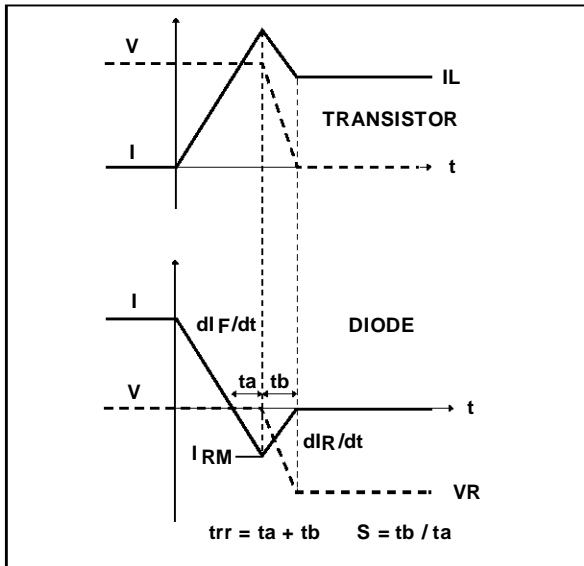 V
IL
TRANSISTOR
I
t
I
dI F/dt
DIODE
ta tb
V
t
dIR/dt
I RM
VR
trr = ta + tb S = tb / ta